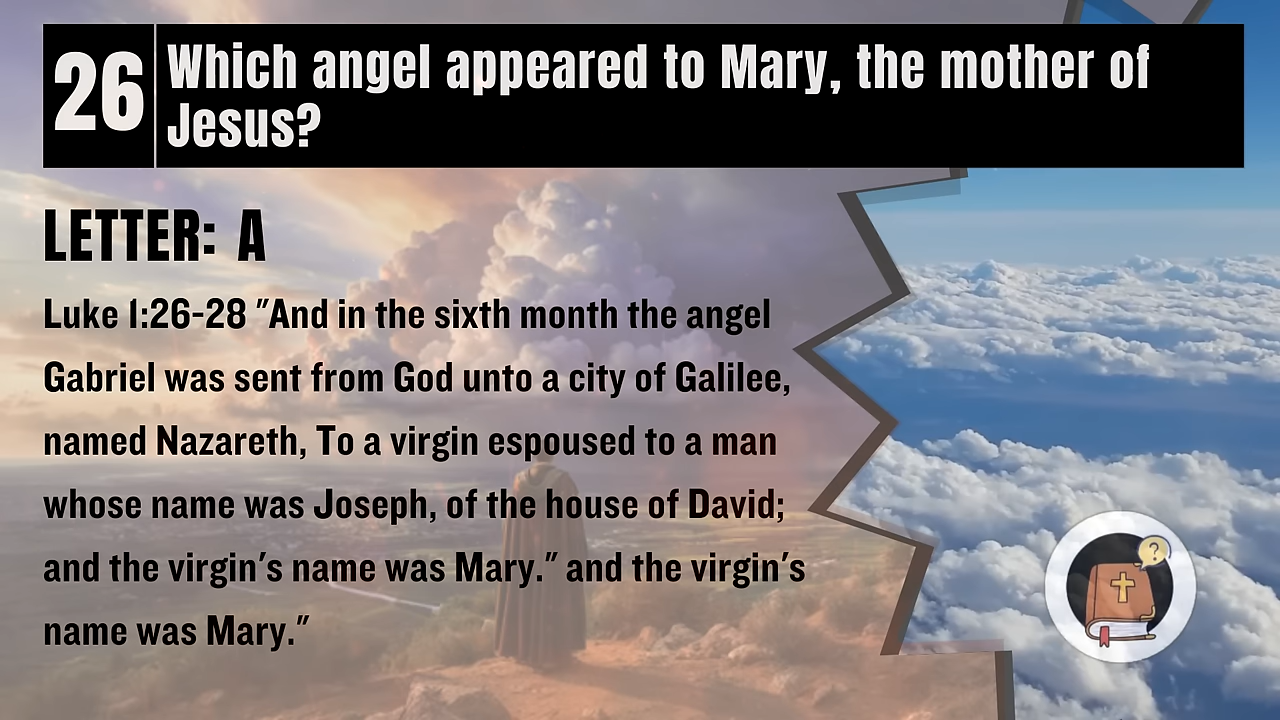 26
Which angel appeared to Mary, the mother of
Jesus?
LETTER: A
Luke 1:26-28 "And in the sixth month the angel
Gabriel was sent from God unto a city of Galilee,
named Nazareth, To a virgin espoused to a man
whose name was Joseph, of the house of David;
and the virgin's name was Mary." and the virgin's
name was Mary."
?